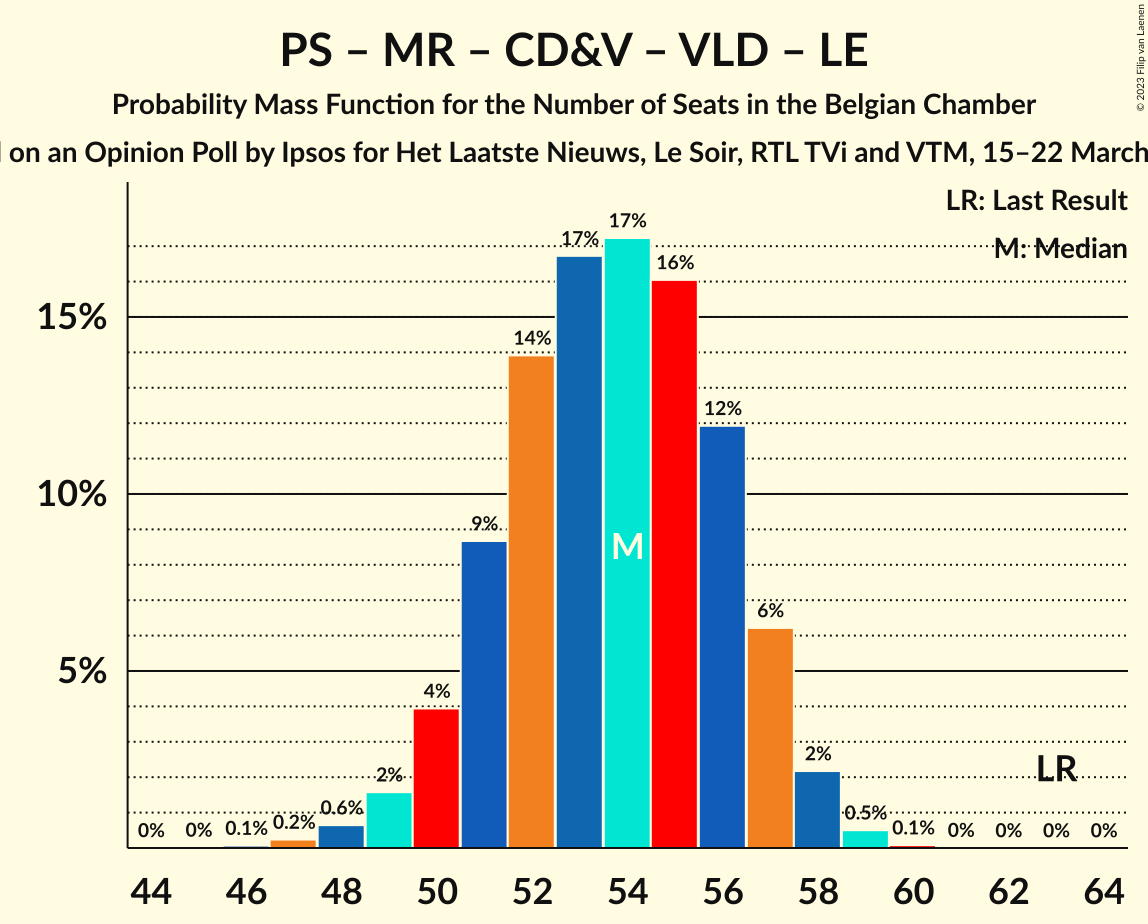 PS – MR – CD&V – VLD – LE
Probability Mass Function for the Number of Seats in the Belgian Chamber
on an Opinion Poll by Ipsos for Het Laatste Nieuws, Le Soir, RTL TVi and VTM, 15–22 March
© 2023 Filip van Laenen
LR: Last Result
M: Median
17%
17%
16%
15%
14%
12%
10%
9%
M
6%
5%
4%
2%
LR
2%
0.6%
0.5%
0.2%
0.1%
0.1%
0% 0% 0% 0% 0% 0%
44 46 48 50 52 54 56 58 60 62 64